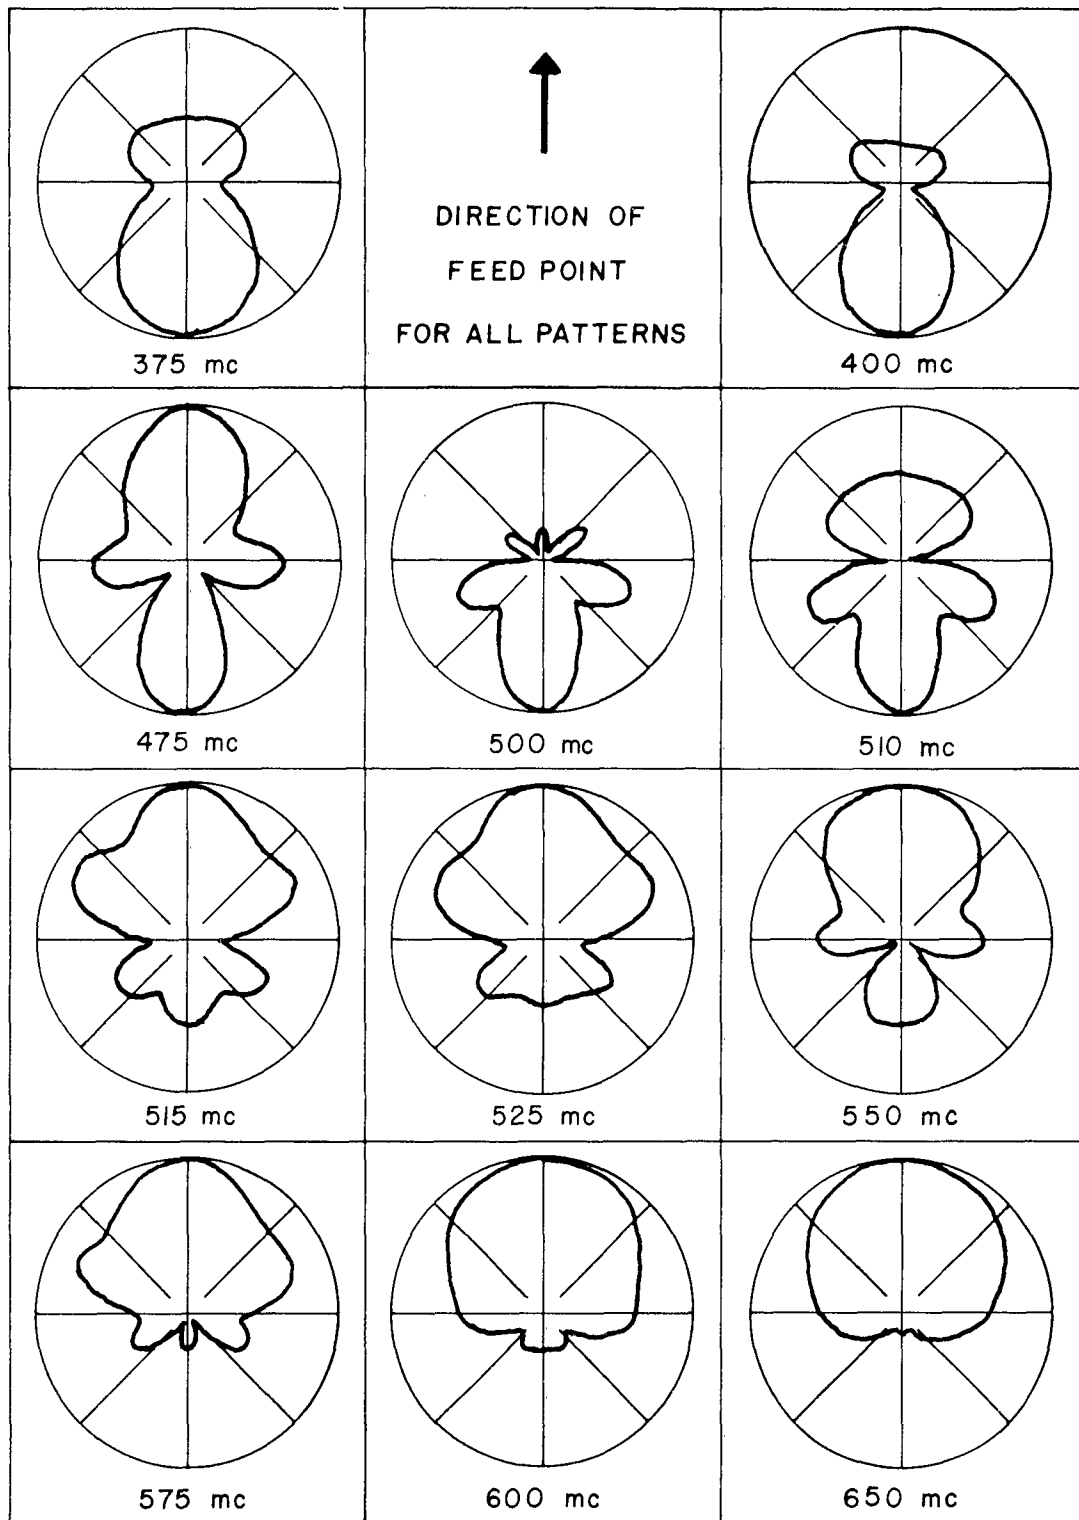 375 mc
DIRECTION OF
FEED POINT
FOR ALL PATTERNS
400 mc
475 mc
500 mc
510 mc
515 mc
525 mc
550 mc
575 mc
600 mc
650 mc